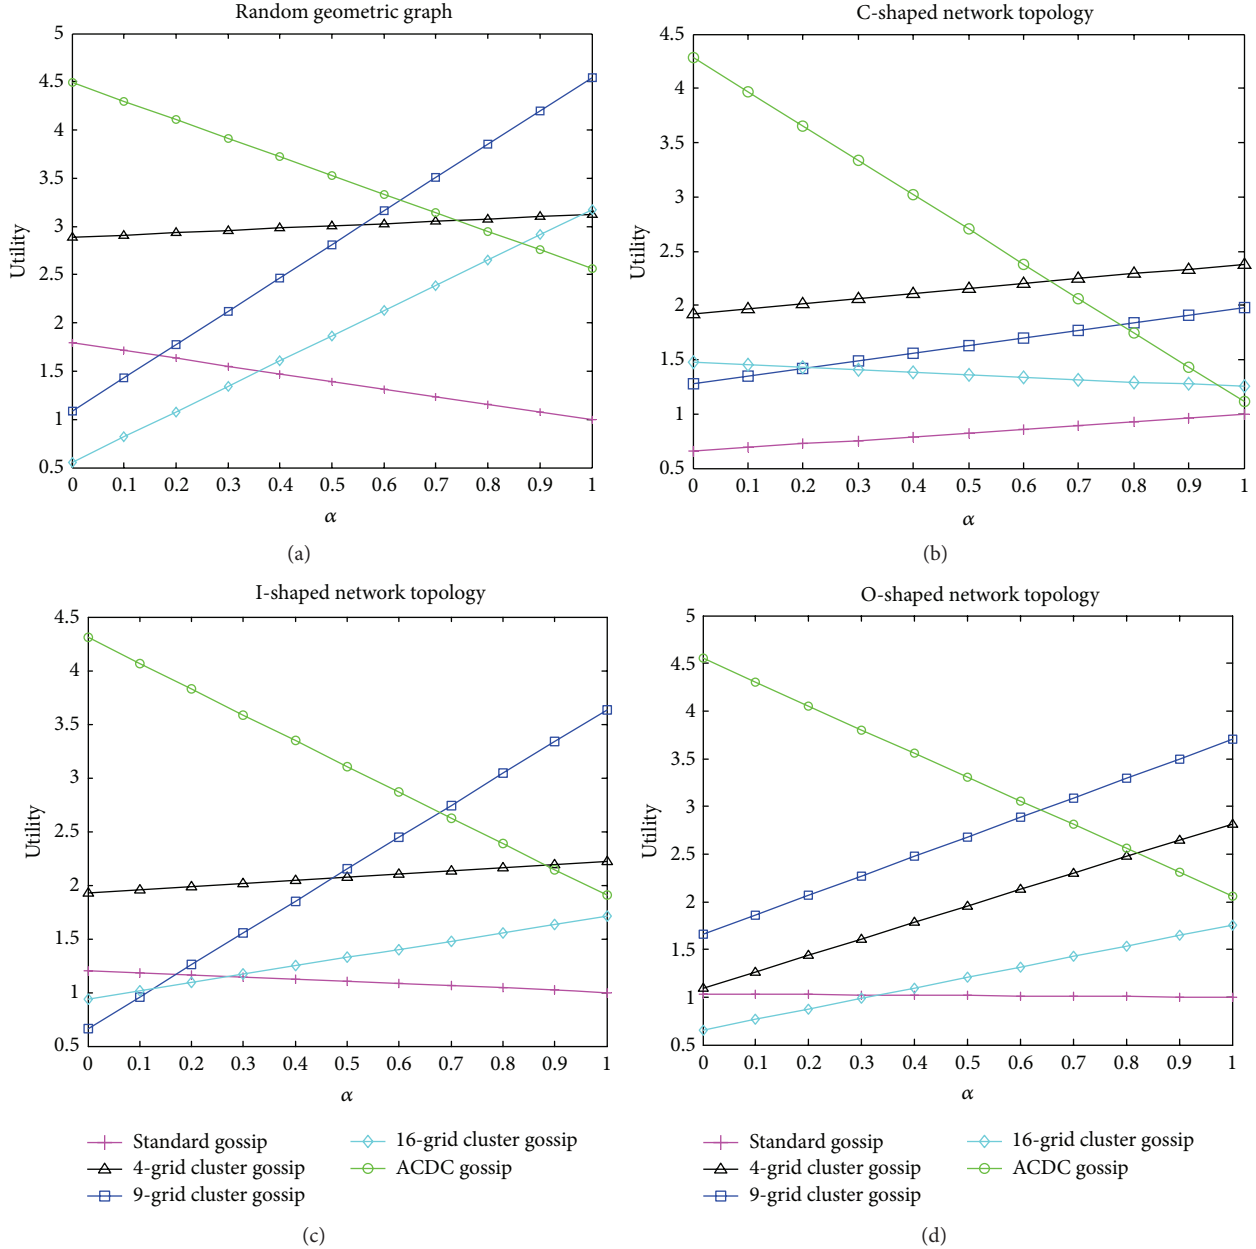 Random geometric graph
5
4.5
4
3.5
3
2.5
2
1.5
1
0.5
Utility
0 0.1 0.2 0.3 0.4 0.5 0.6 0.7 0.8 0.9 1
α
(a)
C-shaped network topology
4.5
4
3.5
3
2.5
2
1.5
1
0.5
Utility
0 0.1 0.2 0.3 0.4 0.5 0.6 0.7 0.8 0.9 1
α
(b)
I-shaped network topology
4.5
4
3.5
3
2.5
2
1.5
1
0.5
Utility
0 0.1 0.2 0.3 0.4 0.5 0.6 0.7 0.8 0.9 1
α
Standard gossip
4-grid cluster gossip
9-grid cluster gossip
16-grid cluster gossip
ACDC gossip
(c)
O-shaped network topology
5
4.5
4
3.5
3
2.5
2
1.5
1
0.5
Utility
0 0.1 0.2 0.3 0.4 0.5 0.6 0.7 0.8 0.9 1
α
Standard gossip
4-grid cluster gossip
9-grid cluster gossip
16-grid cluster gossip
ACDC gossip
(d)